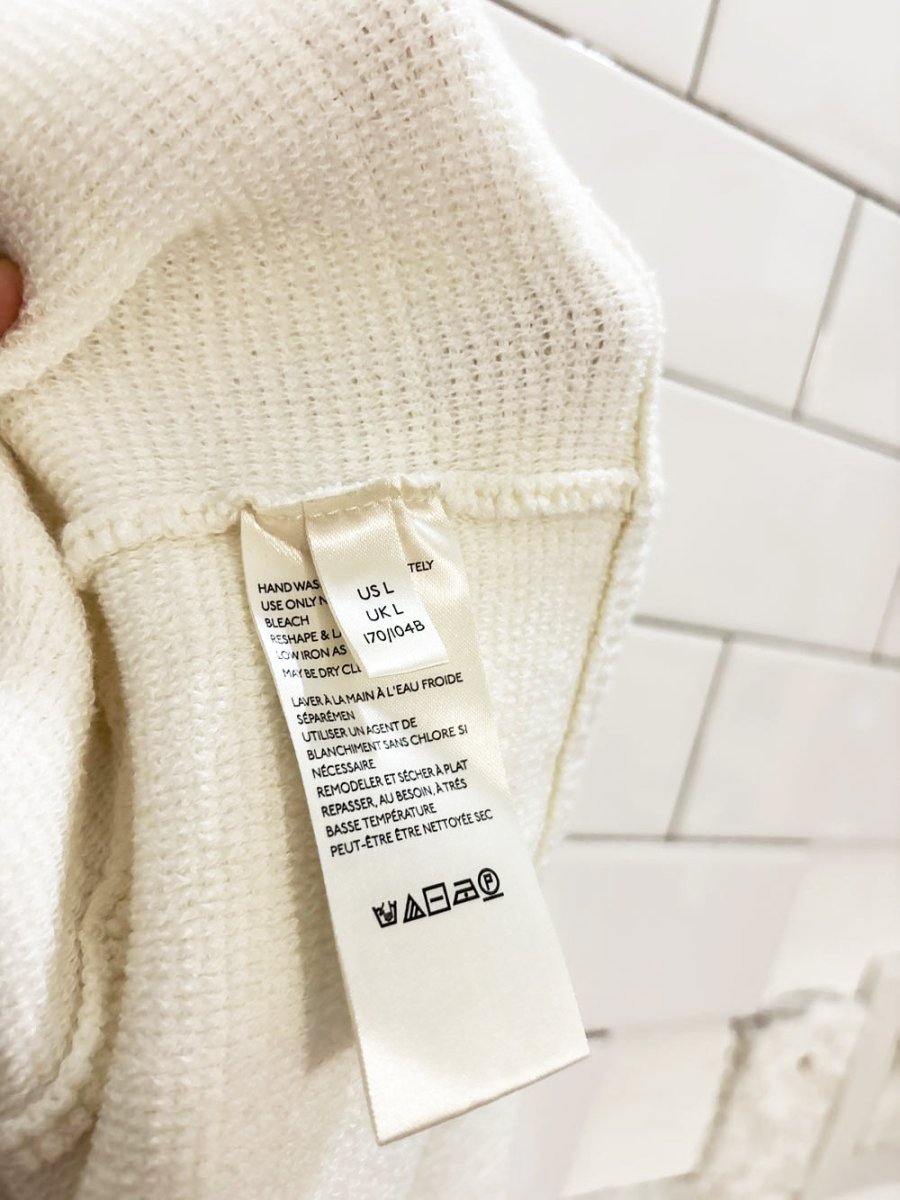 US L
UK L
170/104B
HAND WAS
TELY
USE ONLY N
BLEACH
RESHAPE & L
LOW IRON AS
MAY BE DRY CL
LAVER À LA MAIN À L'EAU FROIDE
SÉPARÉMEN
UTILISER UN AGENT DE
BLANCHIMENT SANS CHLORE SI
NÉCESSAIRE
REMODELER ET SÉCHER À PLAT
REPASSER, AU BESOIN, À TRÉS
BASSE TEMPÉRATURE
PEUT-ÊTRE ÊTRE NETTOYÉE SEC
P